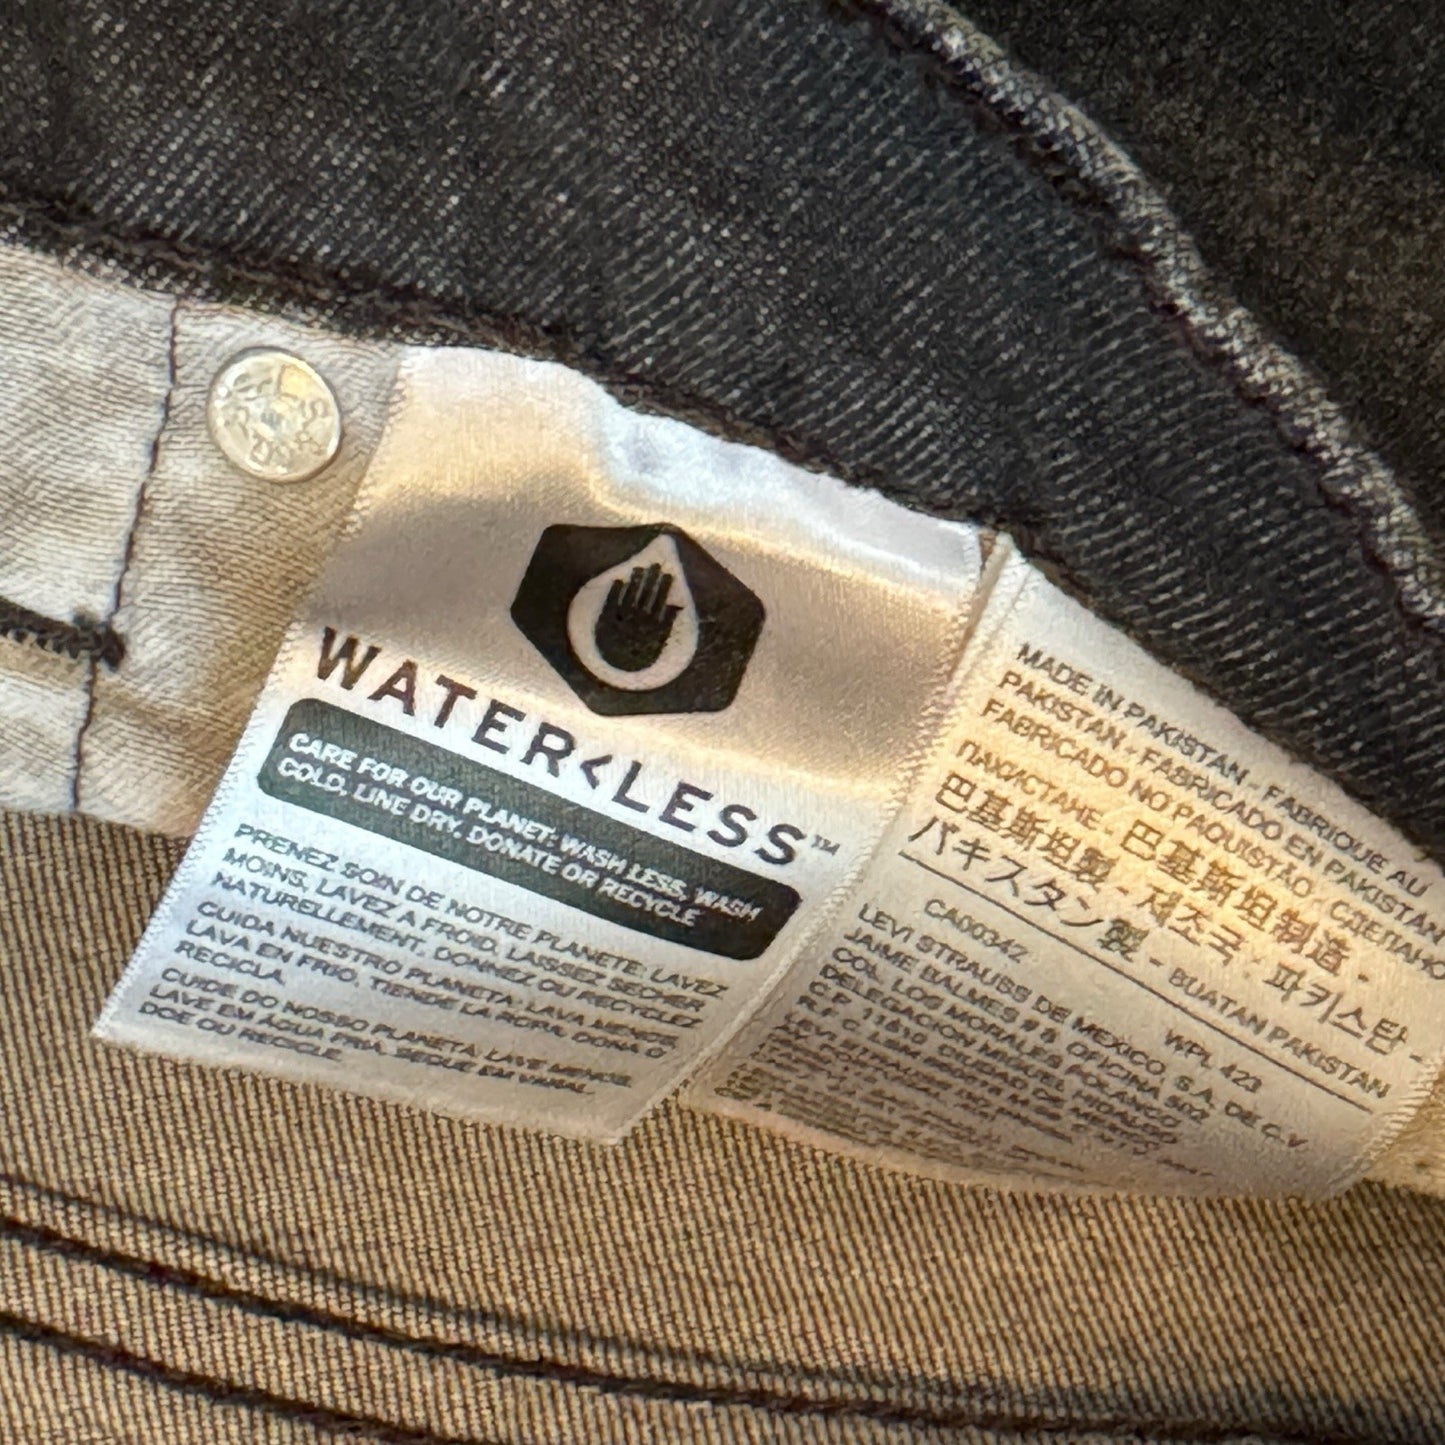 WATER<LESS™
CARE FOR OUR PLANET: WASH LESS, WASH
COLD, LINE DRY, DONATE OR RECYCLE
PRENEZ SOIN DE NOTRE PLANETE: LAVEZ
MOINS, LAVEZ A FROID, LAISSEZ SECHER
NATURELLEMENT, DONNEZ OU RECYCLEZ
CUIDA NUESTRO PLANETA: LAVA MENOS,
LAVA EN FRIO, TIENDE LA ROPA, DONA O
RECICLA.
CUIDE DO NOSSO PLANETA: LAVE MENOS,
LAVE EM ÁGUA FRIA, SEQUE EM VARAL,
DOE OU RECICLE.
MADE IN PAKISTAN - FABRIQUE AU
PAKISTAN - FABRICADO EN PAKISTAN
FABRICADO NO PAQUISTÃO - СДЕЛАНО
ПАКИСТАНЕ - 巴基斯坦制造 -
巴基斯坦製 - 제조국 : 파키스탄 -
パキスタン製 - BUATAN PAKISTAN
CA00342 WPL 423
LEVI STRAUSS DE MEXICO, S.A. DE C.V.
JAIME BALMES # 8, OFICINA 502
COL. LOS MORALES POLANCO
DELEGACION MIGUEL HIDALGO
C.P. 11510 CIUDAD DE MEXICO
R.F.C.